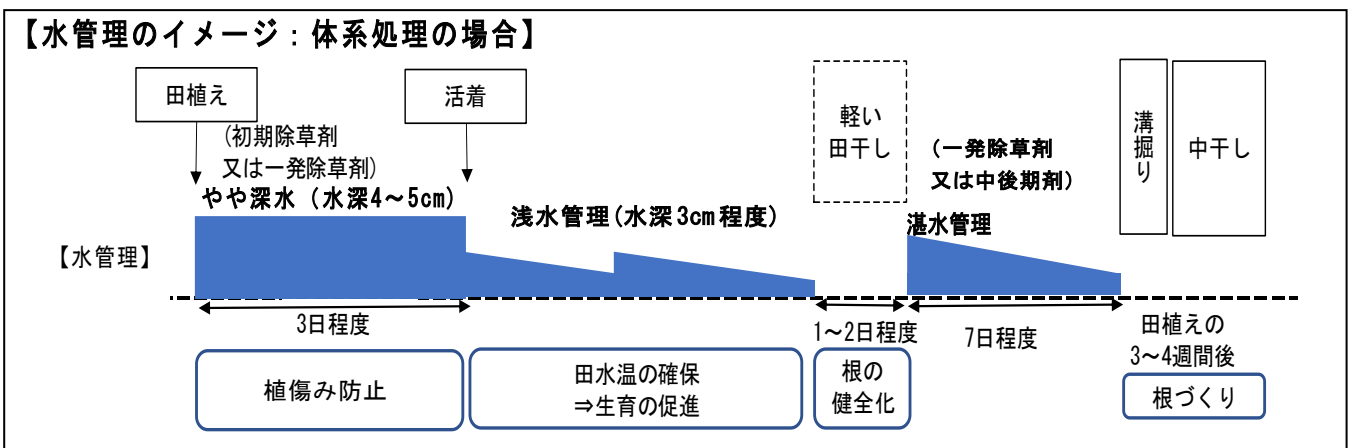 【水管理のイメージ：体系処理の場合】
田植え
活着
(初期除草剤
又は一発除草剤)
やや深水（水深4～5cm）
浅水管理(水深3cm程度)
軽い
田干し
(一発除草剤
又は中後期剤)
湛水管理
溝掘り
中干し
【水管理】
3日程度
1～2日程度
7日程度
田植えの
3～4週間後
植傷み防止
田水温の確保
⇒生育の促進
根の
健全化
根づくり